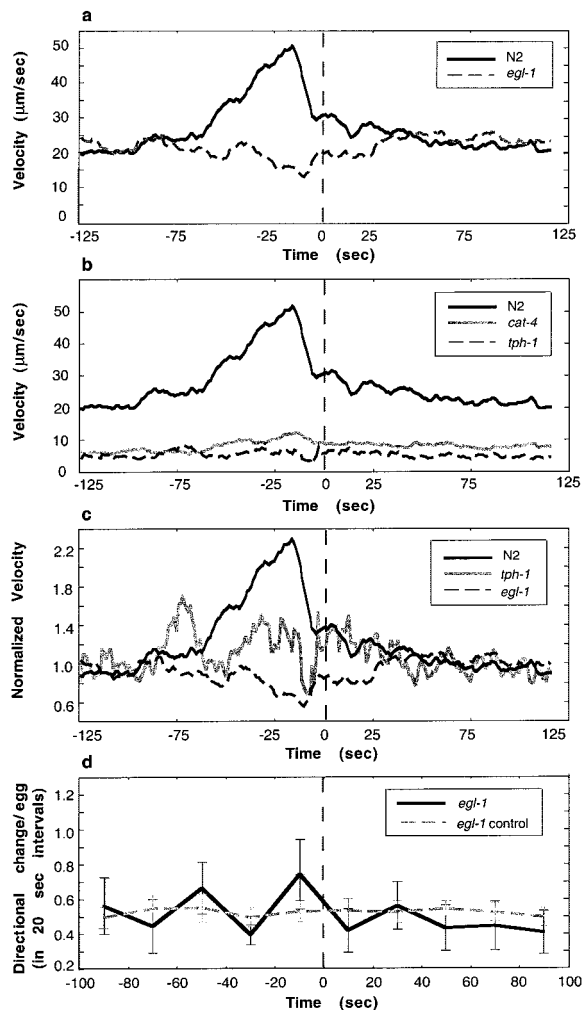 a
Velocity (µm/sec)
50
40
30
20
10
0
N2
egl-1
-125
-75
-25
0
25
75
125
Time (sec)
b
Velocity (µm/sec)
50
40
30
20
10
0
N2
cat-4
tph-1
-125
-75
-25
0
25
75
125
Time (sec)
c
Normalized Velocity
2.2
1.8
1.4
1.0
0.6
N2
tph-1
egl-1
-125
-75
-25
0
25
75
125
Time (sec)
d
Directional change/egg
(in 20 sec intervals)
1.2
1.0
0.8
0.6
0.4
0.2
egl-1
egl-1 control
-100
-80
-60
-40
-20
0
20
40
60
80
100
Time (sec)